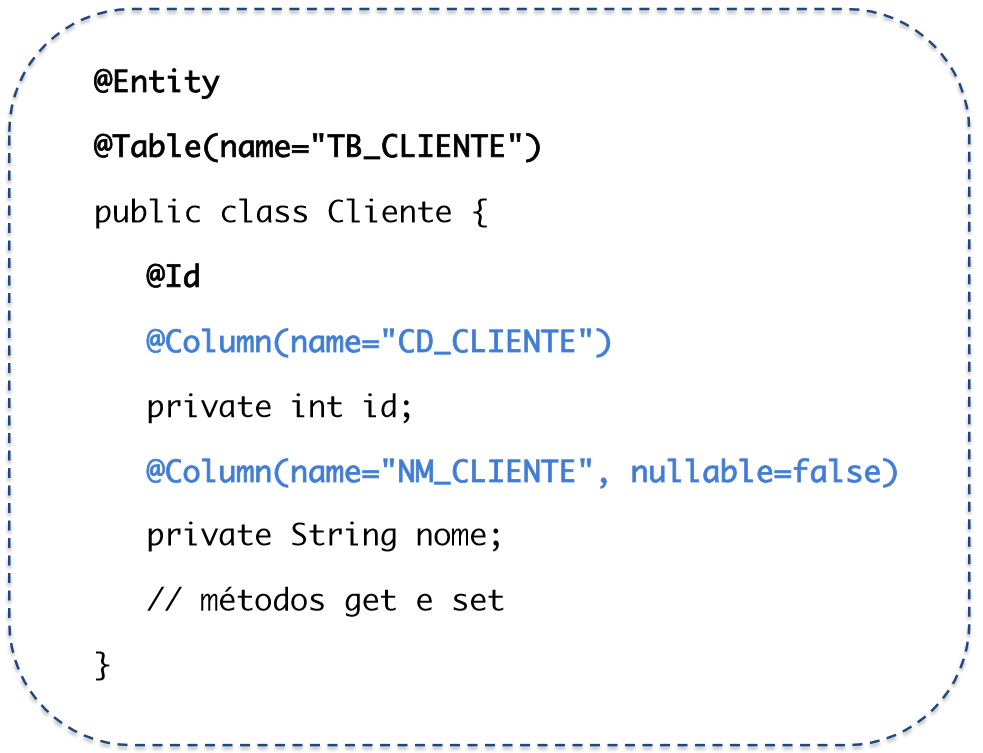 @Entity
@Table(name="TB_CLIENTE")
public class Cliente {
@Id
@Column(name="CD_CLIENTE")
private int id;
@Column(name="NM_CLIENTE", nullable=false)
private String nome;
// métodos get e set
}